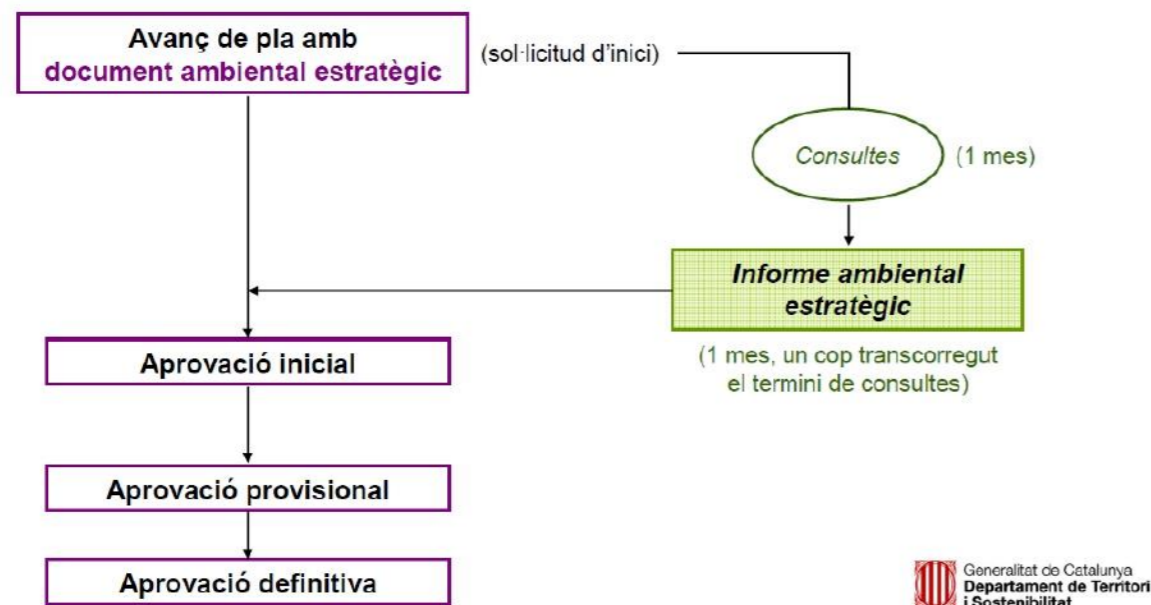 Avanç de pla amb
document ambiental estratègic
(sol·licitud d'inici)
Consultes
(1 mes)
Informe ambiental
estratègic
(1 mes, un cop transcorregut
el termini de consultes)
Aprovació inicial
Aprovació provisional
Aprovació definitiva
Generalitat de Catalunya
Departament de Territori
i Sostenibilitat